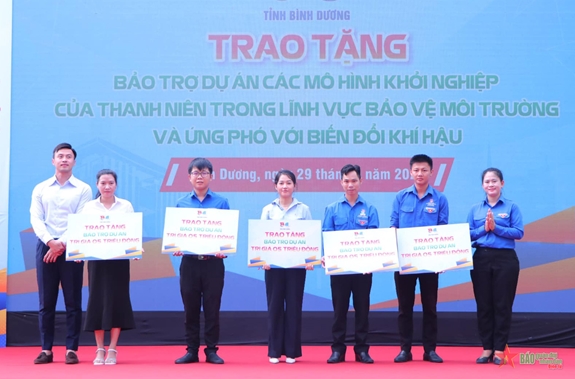 TỈNH BÌNH DƯƠNG
TRAO TẶNG
BẢO TRỢ DỰ ÁN CÁC MÔ HÌNH KHỞI NGHIỆP
CỦA THANH NIÊN TRONG LĨNH VỰC BẢO VỆ MÔI TRƯỜNG
VÀ ỨNG PHÓ VỚI BIẾN ĐỔI KHÍ HẬU
Dương, 29
TRAO TẶNG
BẢO TRỢ DỰ ÁN
TRỊ GIÁ 05 TRIỆU ĐỒNG
TRAO TẶNG
BẢO TRỢ DỰ ÁN
TRỊ GIÁ 05 TRIỆU ĐỒNG
TRAO TẶNG
BẢO TRỢ DỰ ÁN
TRỊ GIÁ 05 TRIỆU ĐỒNG
TRAO TẶNG
BẢO TRỢ DỰ ÁN
TRỊ GIÁ 05 TRIỆU ĐỒNG
TRAO TẶNG
BẢO TRỢ DỰ ÁN
TRỊ GIÁ 05 TRIỆU ĐỒNG
BÁO